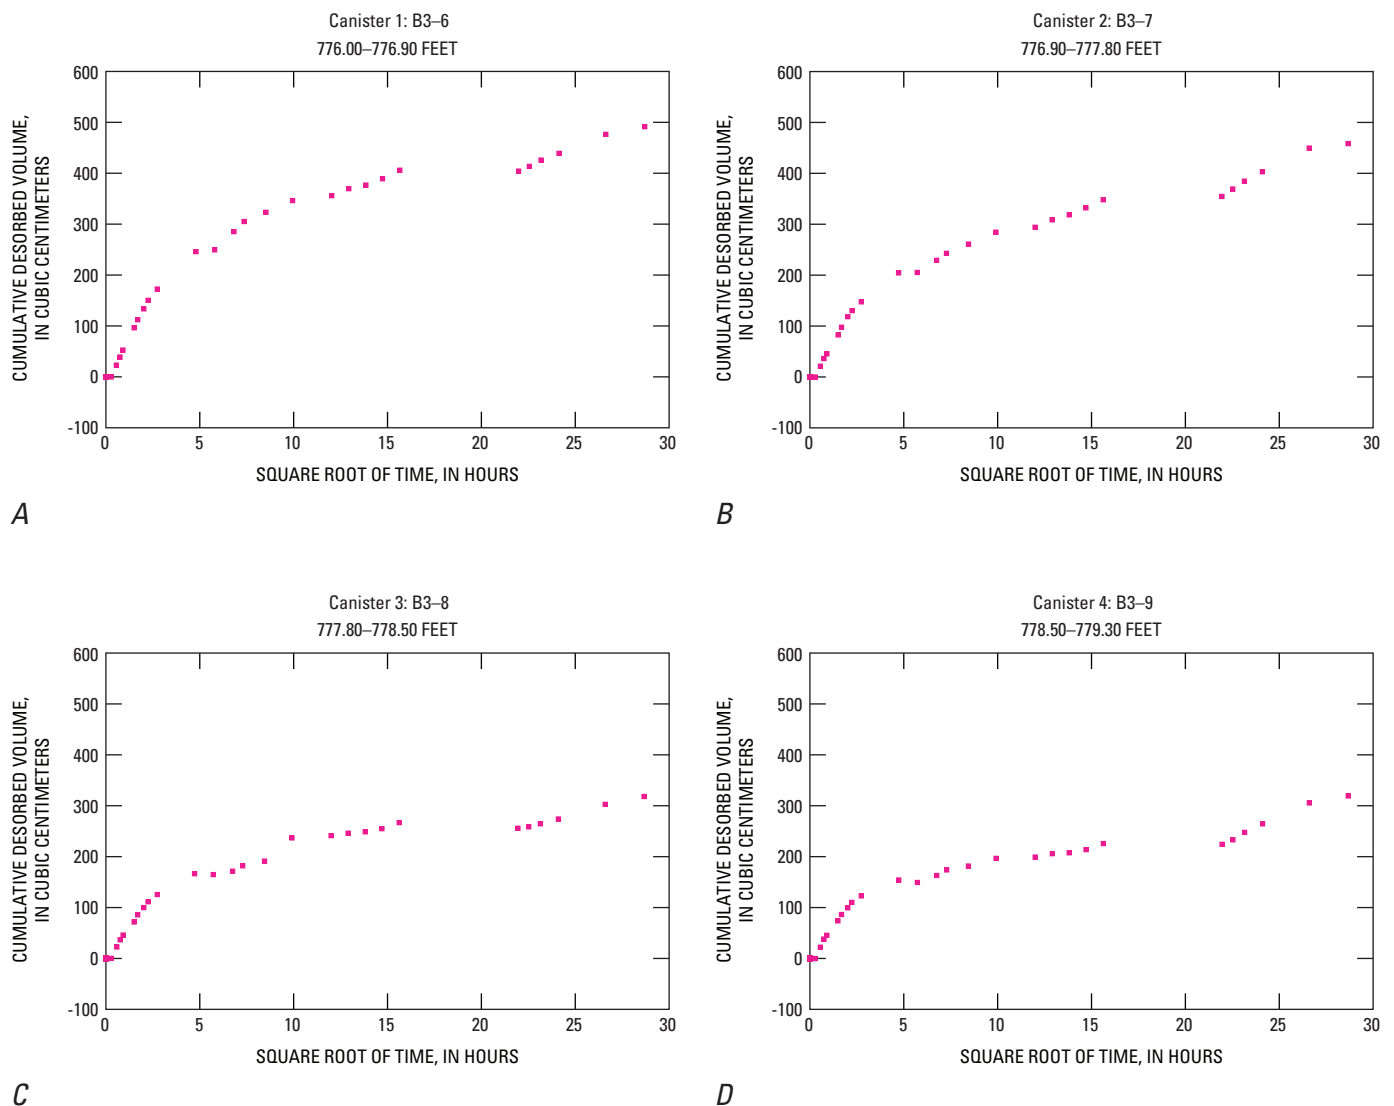 Canister 1: B3–6
776.00–776.90 FEET
600
500
400
300
200
100
0
-100
CUMULATIVE DESORBED VOLUME,
IN CUBIC CENTIMETERS
0 5 10 15 20 25 30
SQUARE ROOT OF TIME, IN HOURS
A
Canister 2: B3–7
776.90–777.80 FEET
600
500
400
300
200
100
0
-100
CUMULATIVE DESORBED VOLUME,
IN CUBIC CENTIMETERS
0 5 10 15 20 25 30
SQUARE ROOT OF TIME, IN HOURS
B
Canister 3: B3–8
777.80–778.50 FEET
600
500
400
300
200
100
0
-100
CUMULATIVE DESORBED VOLUME,
IN CUBIC CENTIMETERS
0 5 10 15 20 25 30
SQUARE ROOT OF TIME, IN HOURS
C
Canister 4: B3–9
778.50–779.30 FEET
600
500
400
300
200
100
0
-100
CUMULATIVE DESORBED VOLUME,
IN CUBIC CENTIMETERS
0 5 10 15 20 25 30
SQUARE ROOT OF TIME, IN HOURS
D